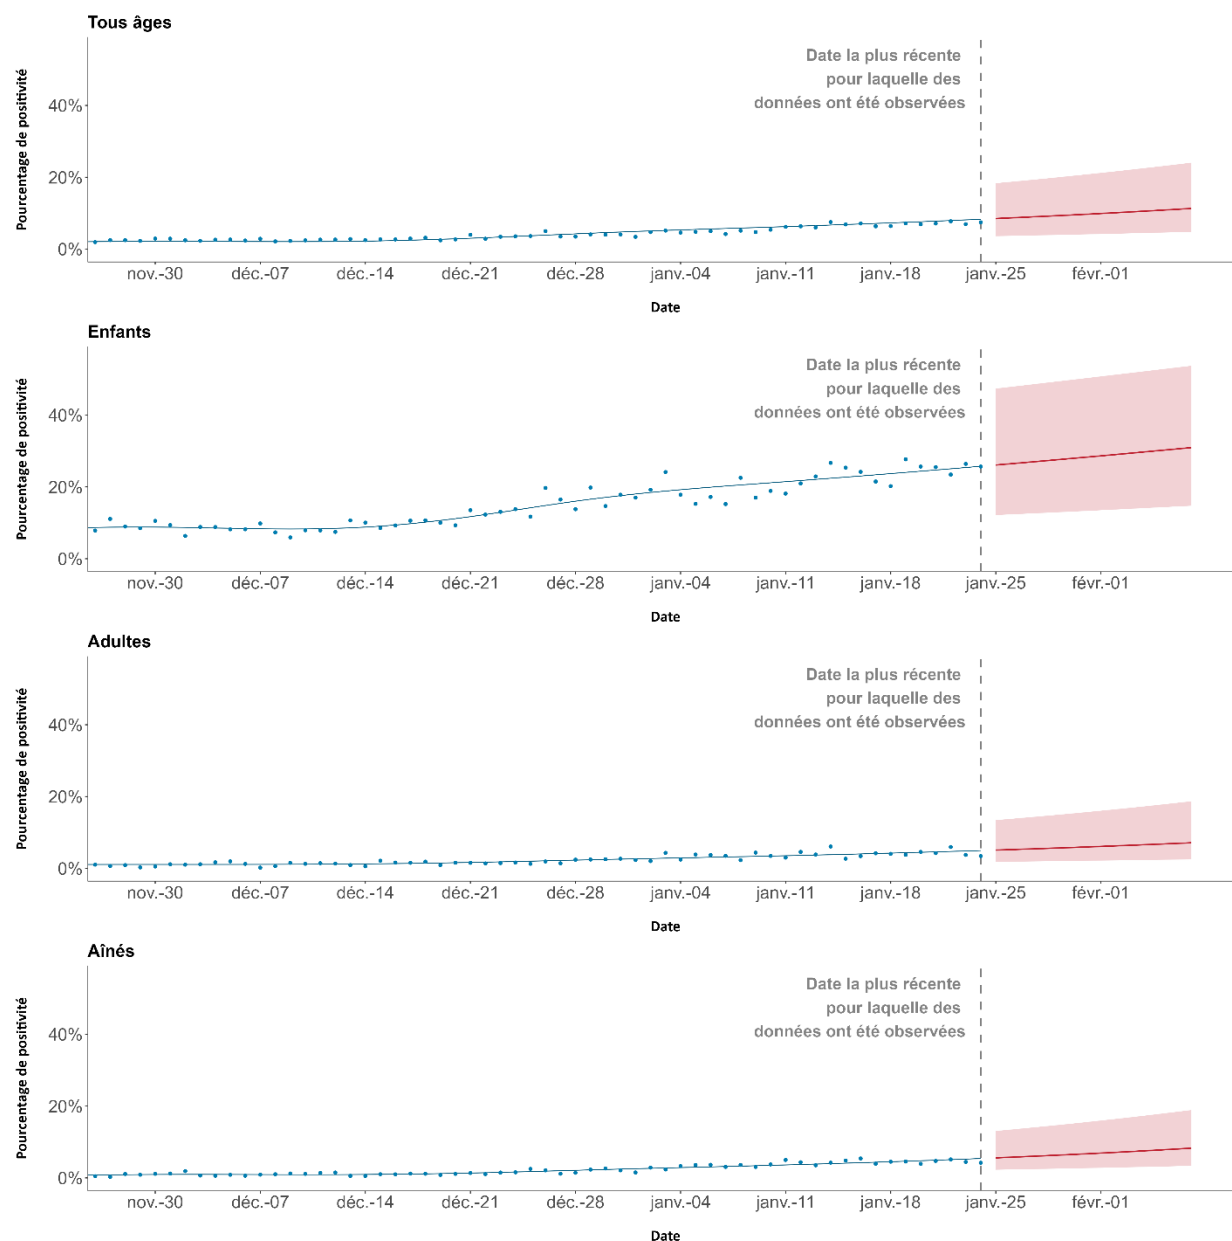 Tous âges
Date la plus récente
pour laquelle des
données ont été observées
Pourcentage de positivité
40%
20%
0%
nov.-30 déc.-07 déc.-14 déc.-21 déc.-28 janv.-04 janv.-11 janv.-18 janv.-25 févr.-01
Date
Enfants
Date la plus récente
pour laquelle des
données ont été observées
Pourcentage de positivité
40%
20%
0%
nov.-30 déc.-07 déc.-14 déc.-21 déc.-28 janv.-04 janv.-11 janv.-18 janv.-25 févr.-01
Date
Adultes
Date la plus récente
pour laquelle des
données ont été observées
Pourcentage de positivité
40%
20%
0%
nov.-30 déc.-07 déc.-14 déc.-21 déc.-28 janv.-04 janv.-11 janv.-18 janv.-25 févr.-01
Date
Aînés
Date la plus récente
pour laquelle des
données ont été observées
Pourcentage de positivité
40%
20%
0%
nov.-30 déc.-07 déc.-14 déc.-21 déc.-28 janv.-04 janv.-11 janv.-18 janv.-25 févr.-01
Date